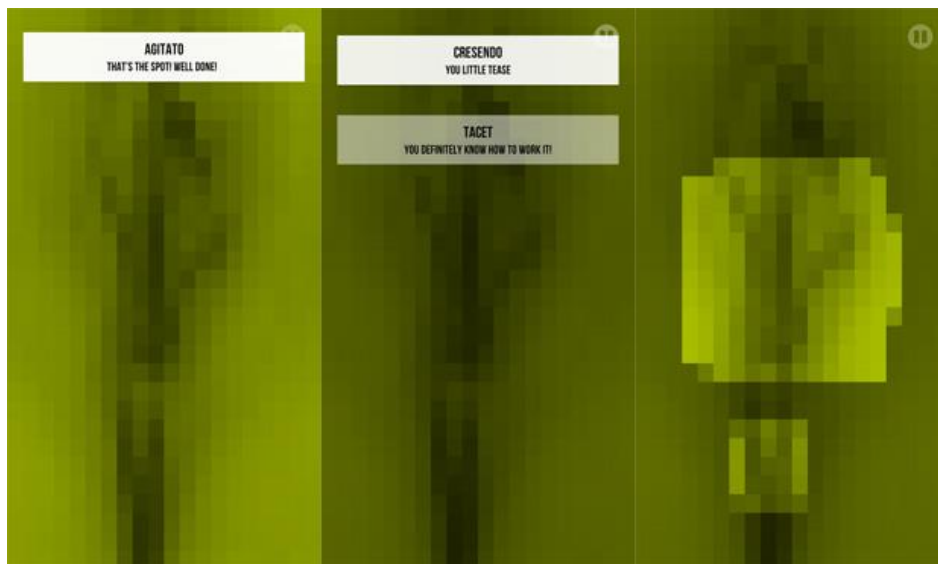 AGITATO
THAT'S THE SPOT! WELL DONE!
CRESENDO
YOU LITTLE TEASE
TACET
YOU DEFINITELY KNOW HOW TO WORK IT!